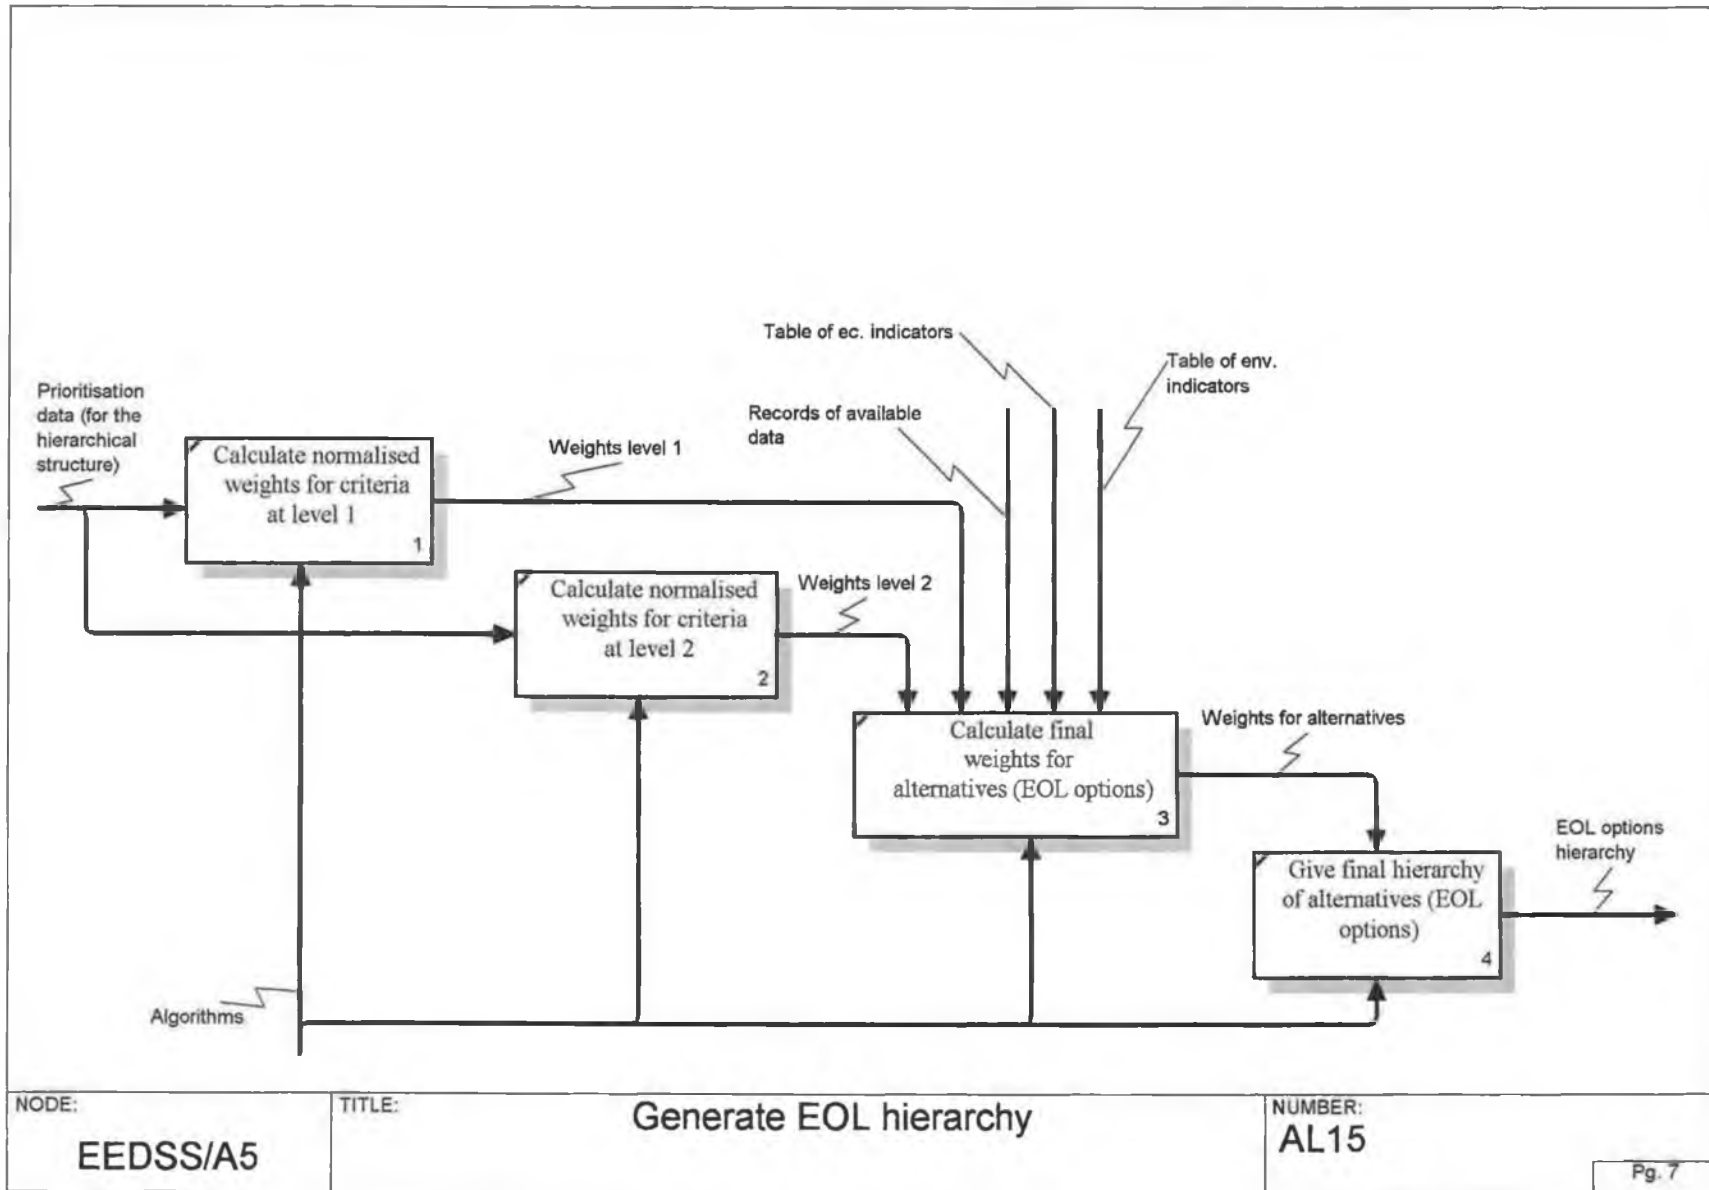 Table of ec. indicators
Table of env.
indicators
Prioritisation
data (for the
hierarchical
structure)
Records of available
data
Weights level 1
Calculate normalised
weights for criteria
at level 1
1
Weights level 2
Calculate normalised
weights for criteria
at level 2
2
Weights for alternatives
Calculate final
weights for
alternatives (EOL options)
3
EOL options
hierarchy
Give final hierarchy
of alternatives (EOL
options)
4
Algorithms
NODE:
EEDSS/A5
TITLE:
Generate EOL hierarchy
NUMBER:
AL15
Pg. 7